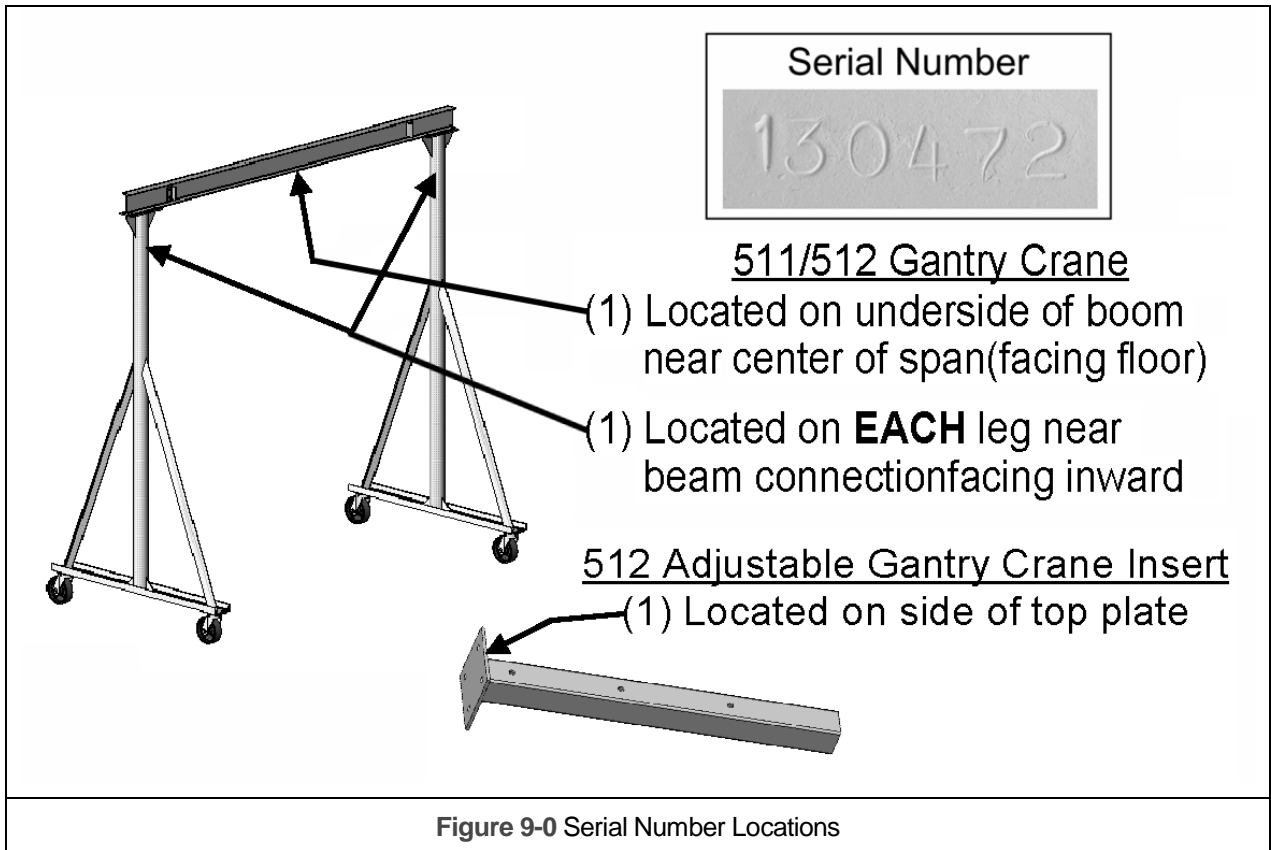 Serial Number
130472
511/512 Gantry Crane
(1) Located on underside of boom
near center of span(facing floor)
(1) Located on EACH leg near
beam connectionfacing inward
512 Adjustable Gantry Crane Insert
(1) Located on side of top plate
Figure 9-0 Serial Number Locations